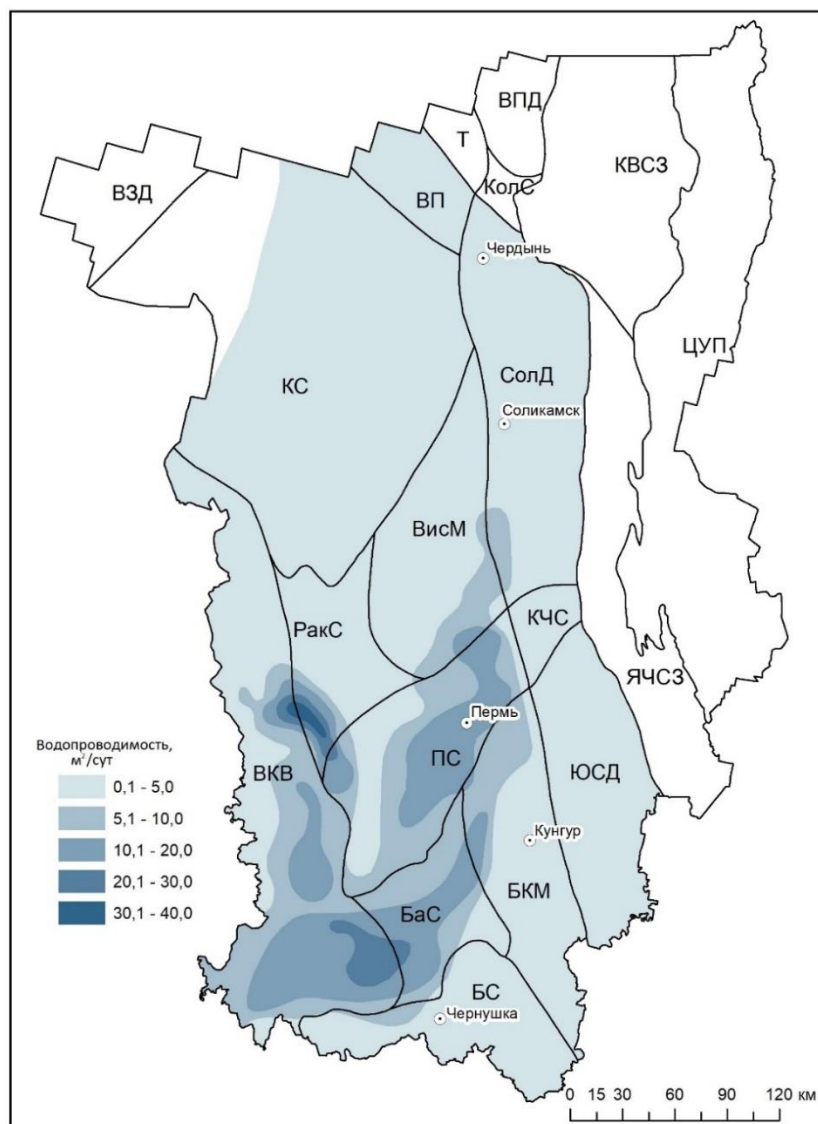 ВПД
Т
КВСЗ
ВЗД
ВП
КолС
Чердынь
ЦУП
КС
СолД
Соликамск
ВисМ
КЧС
РакС
ЯЧСЗ
Пермь
Водопроводимость,
м²/сут
0,1 - 5,0
5,1 - 10,0
10,1 - 20,0
20,1 - 30,0
30,1 - 40,0
ВКВ
ПС
ЮСД
Кунгур
БКМ
БаС
БС
Чернушка
0 15 30 60 90 120 км